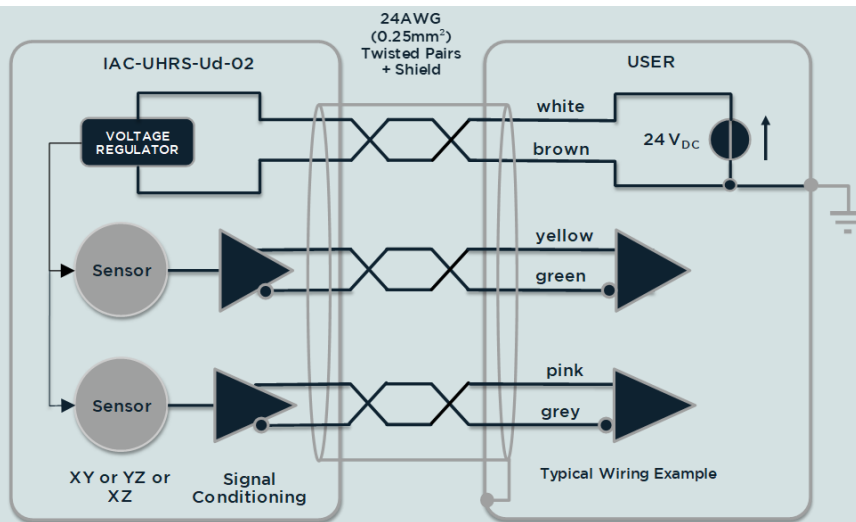 24AWG
(0.25mm²)
Twisted Pairs
+ Shield
IAC-UHRS-Ud-02
USER
VOLTAGE
REGULATOR
white
brown
24 VDC
Sensor
yellow
green
Sensor
pink
grey
XY or YZ or
XZ
Signal
Conditioning
Typical Wiring Example